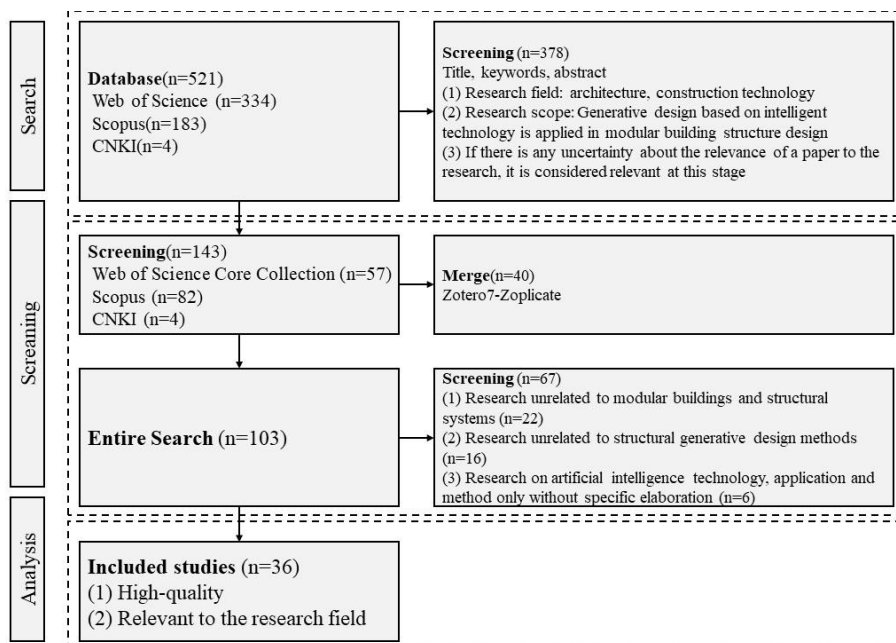 Search
Database(n=521)
Web of Science (n=334)
Scopus(n=183)
CNKI(n=4)
Screening(n=378)
Title, keywords, abstract
(1) Research field: architecture, construction technology
(2) Research scope: Generative design based on intelligent
technology is applied in modular building structure design
(3) If there is any uncertainty about the relevance of a paper to the
research, it is considered relevant at this stage
Screaning
Screening(n=143)
Web of Science Core Collection (n=57)
Scopus (n=82)
CNKI (n=4)
Merge(n=40)
Zotero7-Zoplicate
Entire Search (n=103)
Screening (n=67)
(1) Research unrelated to modular buildings and structural
systems (n=22)
(2) Research unrelated to structural generative design methods
(n=16)
(3) Research on artificial intelligence technology, application and
method only without specific elaboration (n=6)
Analysis
Included studies (n=36)
(1) High-quality
(2) Relevant to the research field